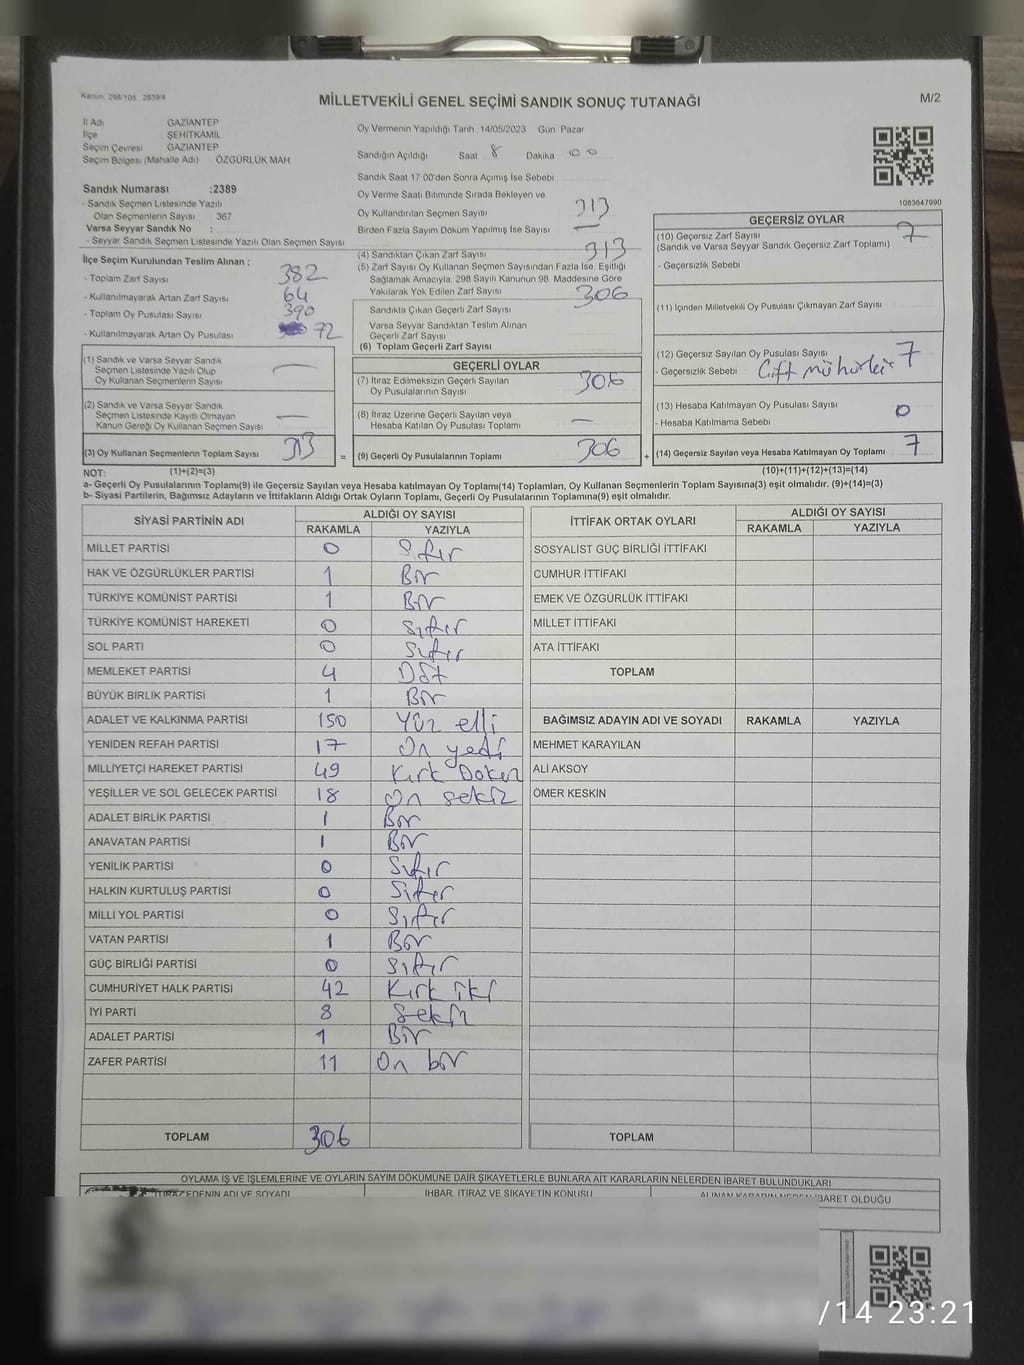 Kanun 298/105 2839/4
MİLLETVEKİLİ GENEL SEÇİMİ SANDIK SONUÇ TUTANAĞI
M/2
İl Adı GAZİANTEP
İlçe ŞEHİTKAMİL
Seçim Çevresi GAZİANTEP
Seçim Bölgesi (Mahalle Adı) ÖZGÜRLÜK MAH.
Sandık Numarası :2389
- Sandık Seçmen Listesinde Yazılı
Olan Seçmenlerin Sayısı : 367
Varsa Seyyar Sandık No :
- Seyyar Sandık Seçmen Listesinde Yazılı Olan Seçmen Sayısı
İlçe Seçim Kurulundan Teslim Alınan ;
- Toplam Zarf Sayısı 382
- Kullanılmayarak Artan Zarf Sayısı 64
- Toplam Oy Pusulası Sayısı 390
- Kullanılmayarak Artan Oy Pusulası 72
Oy Vermenin Yapıldığı Tarih 14/05/2023 Gün Pazar
Sandığın Açıldığı Saat 8 Dakika 00
Sandık Saat 17.00'den Sonra Açımış İse Sebebi
Oy Verme Saati Bitiminde Sırada Bekleyen ve
Oy Kullandırılan Seçmen Sayısı 313
Birden Fazla Sayım Döküm Yapılmış İse Sayısı —
(4) Sandıktan Çıkan Zarf Sayısı 313
(5) Zarf Sayısı Oy Kullanan Seçmen Sayısından Fazla İse, Eşitliği
Sağlamak Amacıyla, 298 Sayılı Kanunun 98. Maddesine Göre
Yakılarak Yok Edilen Zarf Sayısı 306
Sandıkta Çıkan Geçerli Zarf Sayısı
Varsa Seyyar Sandıktan Teslim Alınan
Geçerli Zarf Sayısı
(6) Toplam Geçerli Zarf Sayısı
1083647090
GEÇERSİZ OYLAR
(10) Geçersiz Zarf Sayısı 7
(Sandık ve Varsa Seyyar Sandık Geçersiz Zarf Toplamı)
- Geçersizlik Sebebi
(11) İçinden Milletvekili Oy Pusulası Çıkmayan Zarf Sayısı
(12) Geçersiz Sayılan Oy Pusulası Sayısı 7
- Geçersizlik Sebebi Çift mühürler
(13) Hesaba Katılmayan Oy Pusulası Sayısı 0
- Hesaba Katılmama Sebebi
(14) Geçersiz Sayılan veya Hesaba Katılmayan Oy Toplamı 7
(1) Sandık ve Varsa Seyyar Sandık
Seçmen Listesinde Yazılı Olup
Oy Kullanan Seçmenlerin Sayısı —
(2) Sandık ve Varsa Seyyar Sandık
Seçmen Listesinde Kayıtlı Olmayan
Kanun Gereği Oy Kullanan Seçmen Sayısı —
(3) Oy Kullanan Seçmenlerin Toplam Sayısı 313
=
GEÇERLİ OYLAR
(7) İtiraz Edilmeksizin Geçerli Sayılan
Oy Pusulalarının Sayısı 306
(8) İtiraz Üzerine Geçerli Sayılan veya
Hesaba Katılan Oy Pusulası Toplamı —
(9) Geçerli Oy Pusulalarının Toplamı 306
+
NOT: (1)+(2)=(3) (10)+(11)+(12)+(13)=(14)
a- Geçerli Oy Pusulalarının Toplamı(9) ile Geçersiz Sayılan veya Hesaba katılmayan Oy Toplamı(14) Toplamları, Oy Kullanan Seçmenlerin Toplam Sayısına(3) eşit olmalıdır. (9)+(14)=(3)
b- Siyasi Partilerin, Bağımsız Adayların ve İttifakların Aldığı Ortak Oyların Toplamı, Geçerli Oy Pusulalarının Toplamına(9) eşit olmalıdır.
SİYASİ PARTİNİN ADI ALDIĞI OY SAYISI
RAKAMLA YAZIYLA
MİLLET PARTİSİ 0 Sıfır
HAK VE ÖZGÜRLÜKLER PARTİSİ 1 Bir
TÜRKİYE KOMÜNİST PARTİSİ 1 Bir
TÜRKİYE KOMÜNİST HAREKETİ 0 Sıfır
SOL PARTİ 0 Sıfır
MEMLEKET PARTİSİ 4 Dört
BÜYÜK BİRLİK PARTİSİ 1 Bir
ADALET VE KALKINMA PARTİSİ 150 Yüz elli
YENİDEN REFAH PARTİSİ 17 On yedi
MİLLİYETÇİ HAREKET PARTİSİ 49 Kırk Dokuz
YEŞİLLER VE SOL GELECEK PARTİSİ 18 On sekiz
ADALET BİRLİK PARTİSİ 1 Bir
ANAVATAN PARTİSİ 1 Bir
YENİLİK PARTİSİ 0 Sıfır
HALKIN KURTULUŞ PARTİSİ 0 Sıfır
MİLLİ YOL PARTİSİ 0 Sıfır
VATAN PARTİSİ 1 Bir
GÜÇ BİRLİĞİ PARTİSİ 0 Sıfır
CUMHURİYET HALK PARTİSİ 42 Kırk iki
İYİ PARTİ 8 Sekiz
ADALET PARTİSİ 1 Bir
ZAFER PARTİSİ 11 On bir
TOPLAM 306
İTTİFAK ORTAK OYLARI ALDIĞI OY SAYISI
RAKAMLA YAZIYLA
SOSYALİST GÜÇ BİRLİĞİ İTTİFAKI
CUMHUR İTTİFAKI
EMEK VE ÖZGÜRLÜK İTTİFAKI
MİLLET İTTİFAKI
ATA İTTİFAKI
TOPLAM
BAĞIMSIZ ADAYIN ADI VE SOYADI RAKAMLA YAZIYLA
MEHMET KARAYILAN
ALİ AKSOY
ÖMER KESKİN
TOPLAM
OYLAMA İŞ VE İŞLEMLERİNE VE OYLARIN SAYIM DÖKÜMÜNE DAİR ŞİKAYETLERLE BUNLARA AİT KARARLARIN NELERDEN İBARET BULUNDUKLARI
İTİRAZ EDENİN ADI VE SOYADI İHBAR, İTİRAZ VE ŞİKAYETİN KONUSU ALINAN KARARIN NEDEN İBARET OLDUĞU
/14 23:21